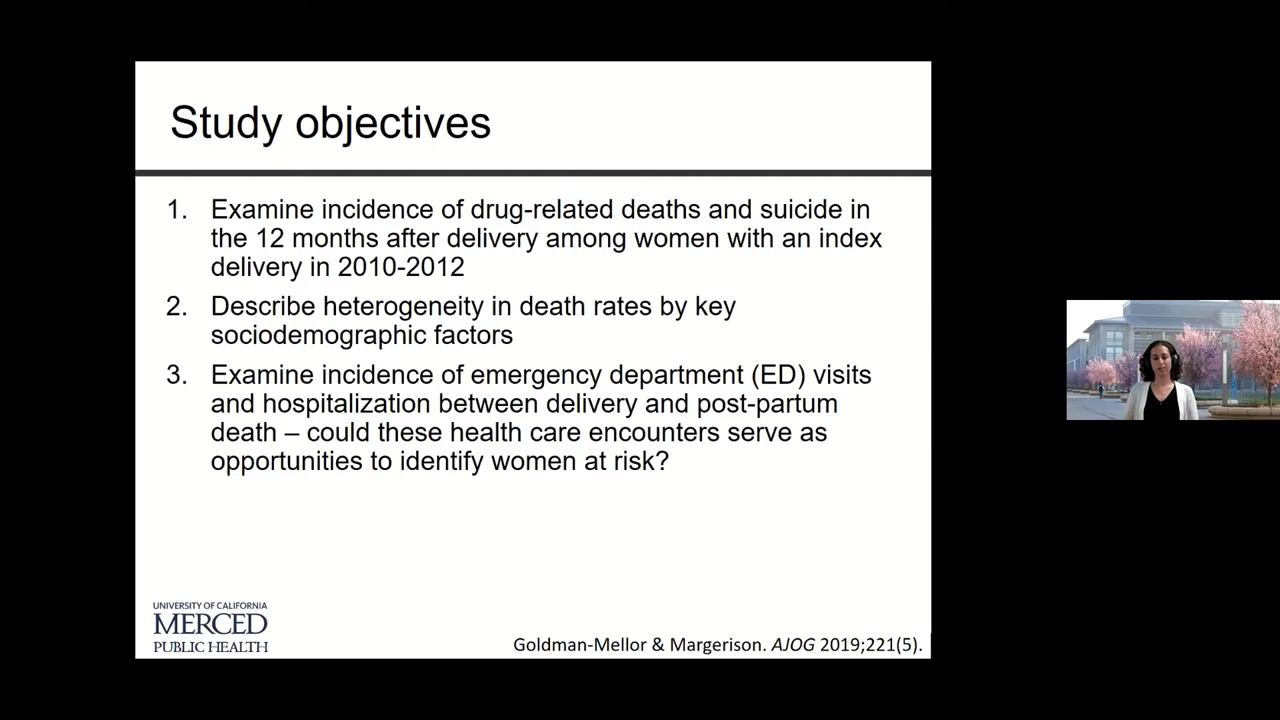 Study objectives
1. Examine incidence of drug-related deaths and suicide in
the 12 months after delivery among women with an index
delivery in 2010-2012
2. Describe heterogeneity in death rates by key
sociodemographic factors
3. Examine incidence of emergency department (ED) visits
and hospitalization between delivery and post-partum
death – could these health care encounters serve as
opportunities to identify women at risk?
UNIVERSITY OF CALIFORNIA
MERCED
PUBLIC HEALTH
Goldman-Mellor & Margerison. AJOG 2019;221(5).